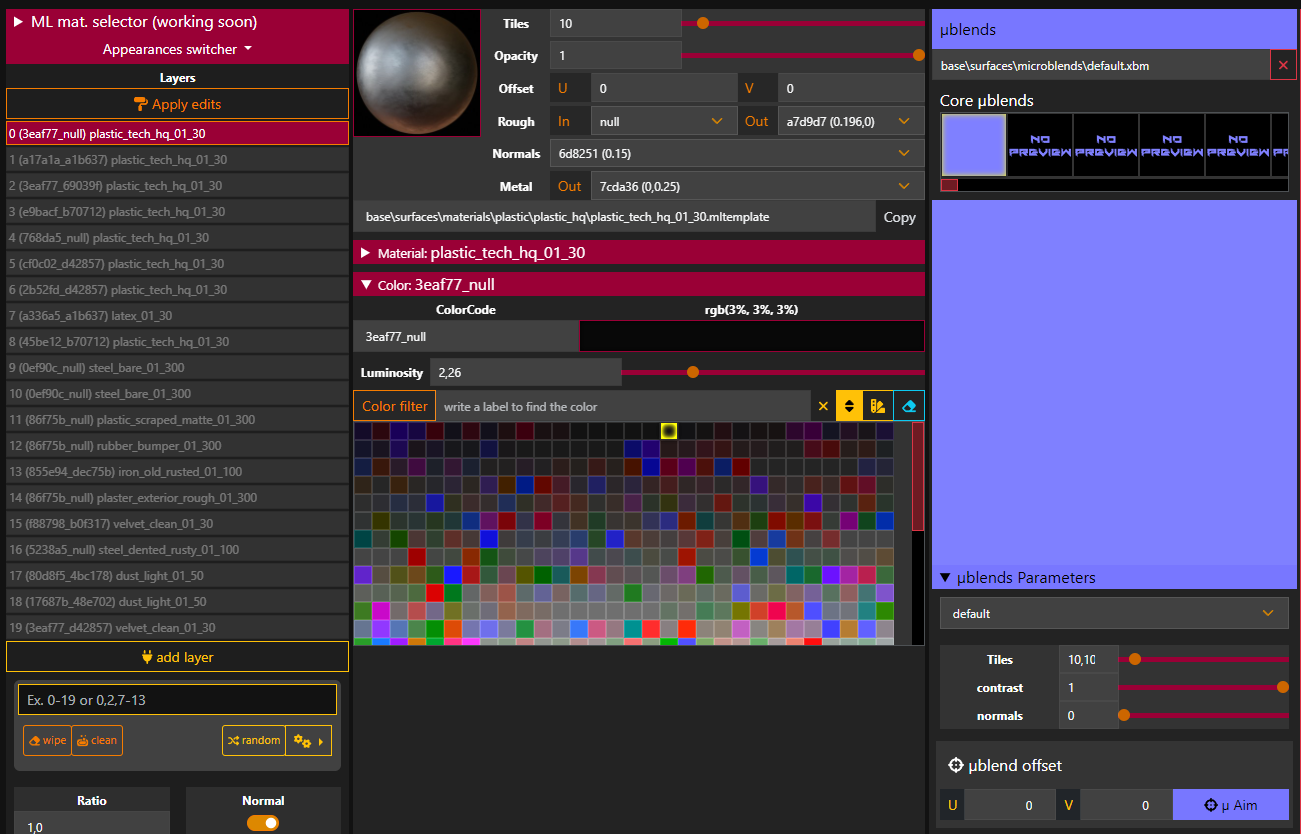 ML mat. selector (working soon)
Appearances switcher
Layers
Apply edits
0 (3eaf77_null) plastic_tech_hq_01_30
1 (a17a1a_a1b637) plastic_tech_hq_01_30
2 (3eaf77_69039f) plastic_tech_hq_01_30
3 (e9bacf_b70712) plastic_tech_hq_01_30
4 (768da5_null) plastic_tech_hq_01_30
5 (cf0c02_d42857) plastic_tech_hq_01_30
6 (2b52fd_d42857) plastic_tech_hq_01_30
7 (a336a5_a1b637) latex_01_30
8 (45be12_b70712) plastic_tech_hq_01_30
9 (0ef90c_null) steel_bare_01_300
10 (0ef90c_null) steel_bare_01_300
11 (86f75b_null) plastic_scraped_matte_01_300
12 (86f75b_null) rubber_bumper_01_300
13 (855e94_dec75b) iron_old_rusted_01_100
14 (86f75b_null) plaster_exterior_rough_01_300
15 (f88798_b0f317) velvet_clean_01_30
16 (5238a5_null) steel_dented_rusty_01_100
17 (80d8f5_4bc178) dust_light_01_50
18 (17687b_48e702) dust_light_01_50
19 (3eaf77_d42857) velvet_clean_01_30
add layer
Ex. 0-19 or 0,2,7-13
wipe clean random
Ratio Normal
1,0
Tiles 10
Opacity 1
Offset U 0 V 0
Rough In null Out a7d9d7 (0.196,0)
Normals 6d8251 (0.15)
Metal Out 7cda36 (0,0.25)
base\surfaces\materials\plastic\plastic_hq\plastic_tech_hq_01_30.mltemplate Copy
Material: plastic_tech_hq_01_30
Color: 3eaf77_null
ColorCode rgb(3%, 3%, 3%)
3eaf77_null
Luminosity 2,26
Color filter write a label to find the color
µblends
base\surfaces\microblends\default.xbm
Core µblends
NO PREVIEW NO PREVIEW NO PREVIEW NO PREVIEW
µblends Parameters
default
Tiles 10,10
contrast 1
normals 0
µblend offset
U 0 V 0 µ Aim